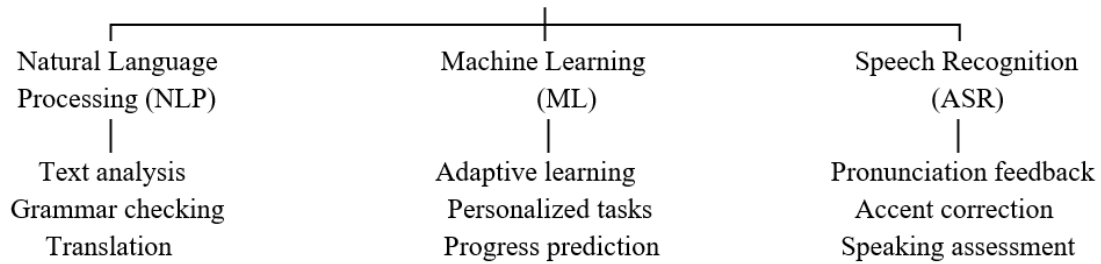 Natural Language
Processing (NLP)
Text analysis
Grammar checking
Translation
Machine Learning
(ML)
Adaptive learning
Personalized tasks
Progress prediction
Speech Recognition
(ASR)
Pronunciation feedback
Accent correction
Speaking assessment